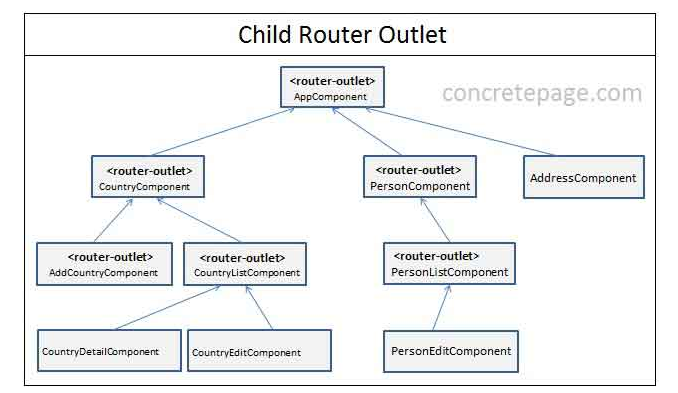 Child Router Outlet
<router-outlet>
AppComponent
concretepage.com
<router-outlet>
CountryComponent
<router-outlet>
PersonComponent
AddressComponent
<router-outlet>
AddCountryComponent
<router-outlet>
CountryListComponent
<router-outlet>
PersonListComponent
CountryDetailComponent
CountryEditComponent
PersonEditComponent